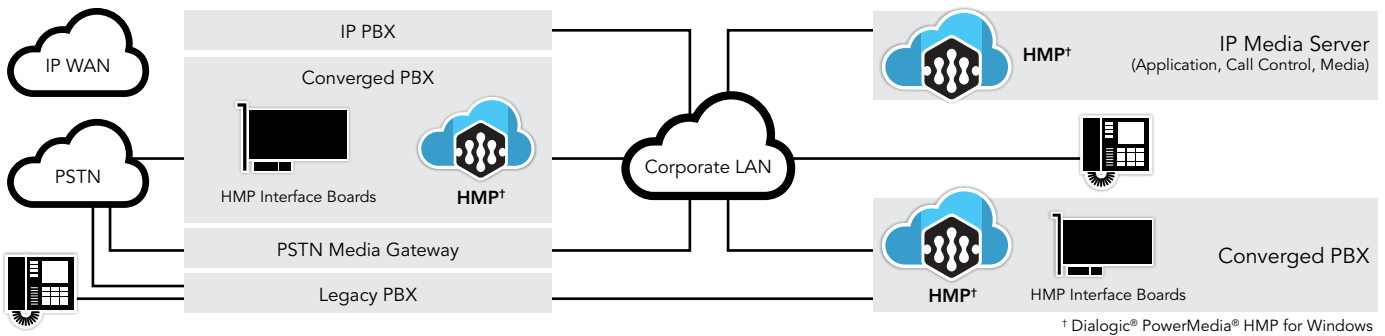 IP WAN
PSTN
IP PBX
Converged PBX
HMP Interface Boards
HMP†
PSTN Media Gateway
Legacy PBX
Corporate LAN
HMP†
IP Media Server
(Application, Call Control, Media)
HMP†
HMP Interface Boards
Converged PBX
† Dialogic® PowerMedia® HMP for Windows